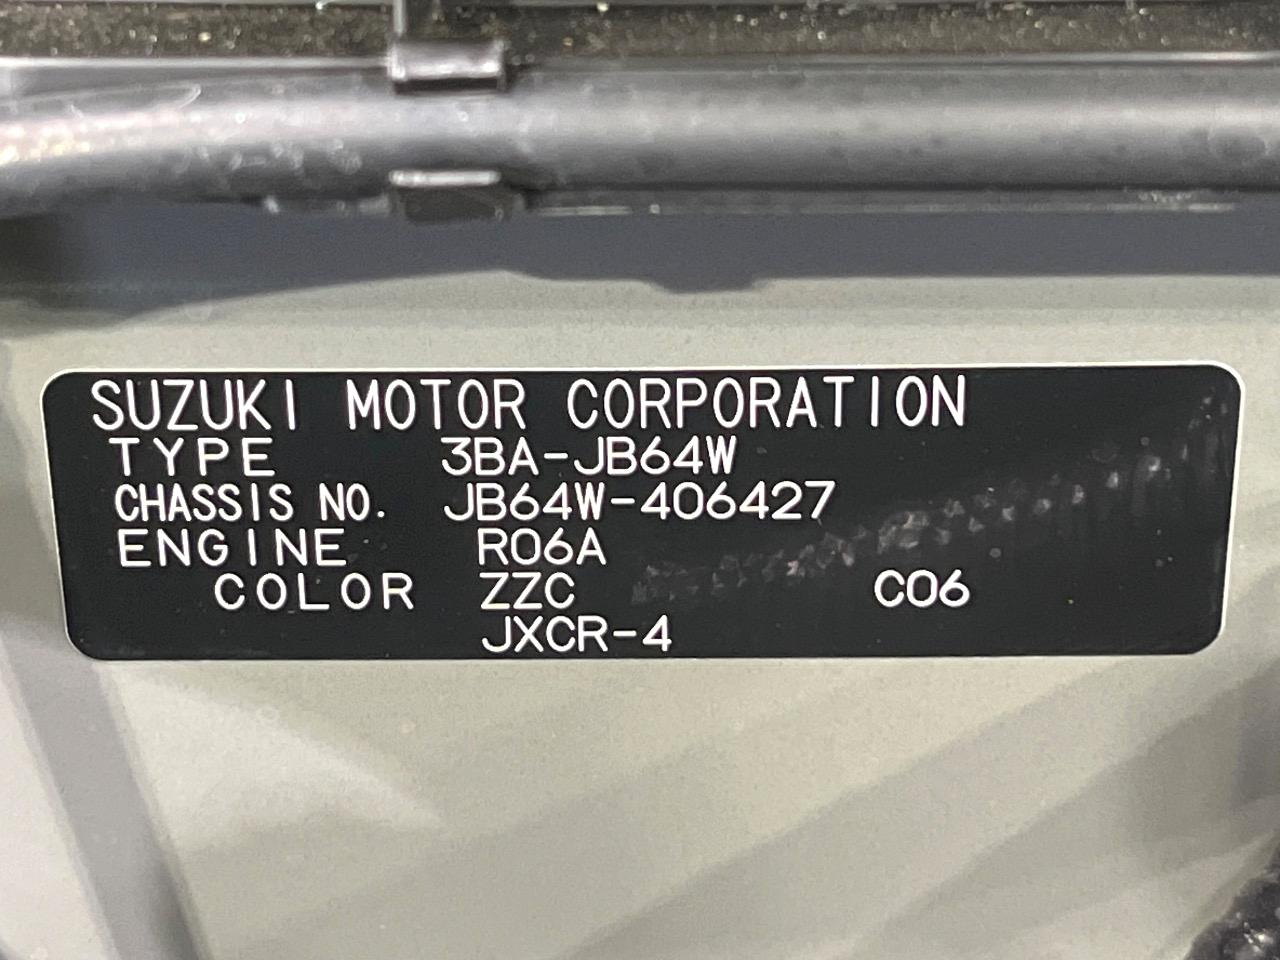 SUZUKI MOTOR CORPORATION
TYPE 3BA-JB64W
CHASSIS NO. JB64W-406427
ENGINE R06A
COLOR ZZC C06
JXCR-4